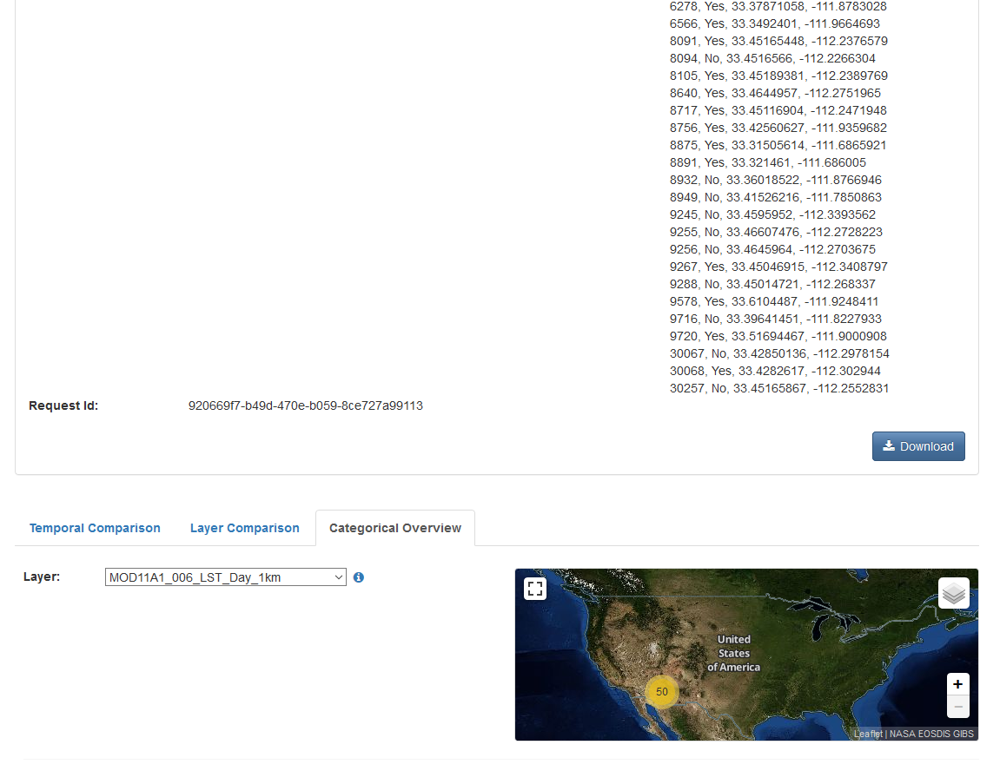 6278, Yes, 33.37871058, -111.8783028
6566, Yes, 33.3492401, -111.9664693
8091, Yes, 33.45165448, -112.2376579
8094, No, 33.4516566, -112.2266304
8105, Yes, 33.45189381, -112.2389769
8640, Yes, 33.4644957, -112.2751965
8717, Yes, 33.45116904, -112.2471948
8756, Yes, 33.42560627, -111.9359682
8875, Yes, 33.31505614, -111.6865921
8891, Yes, 33.321461, -111.686005
8932, No, 33.36018522, -111.8766946
8949, No, 33.41526216, -111.7850863
9245, No, 33.4595952, -112.3393562
9255, No, 33.46607476, -112.2728223
9256, No, 33.4645964, -112.2703675
9267, Yes, 33.45046915, -112.3408797
9288, No, 33.45014721, -112.268337
9578, Yes, 33.6104487, -111.9248411
9716, No, 33.39641451, -111.8227933
9720, Yes, 33.51694467, -111.9000908
30067, No, 33.42850136, -112.2978154
30068, Yes, 33.4282617, -112.302944
30257, No, 33.45165867, -112.2552831
Request Id: 920669f7-b49d-470e-b059-8ce727a99113
Download
Temporal Comparison Layer Comparison Categorical Overview
Layer: MOD11A1_006_LST_Day_1km
United
States
of America
50
+
−
Leaflet | NASA EOSDIS GIBS